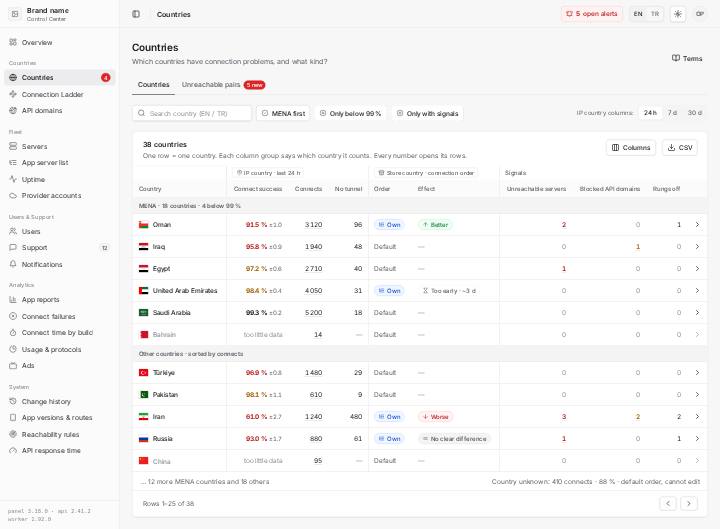 Brand name
Control Center
Countries
5 open alerts
EN TR
OP
Overview
Countries
Countries 4
Connection Ladder
API domains
Fleet
Servers
App server list
Uptime
Provider accounts
Users & Support
Users
Support 12
Notifications
Analytics
App reports
Connect failures
Connect time by build
Usage & protocols
Ads
System
Change history
App versions & routes
Reachability rules
API response time
panel 3.18.0 · api 2.41.2
worker 1.92.0
Countries
Which countries have connection problems, and what kind?
Terms
Countries Unreachable pairs 5 new
Search country (EN / TR) MENA first Only below 99 % Only with signals IP country columns: 24 h 7 d 30 d
38 countries
One row = one country. Each column group says which country it counts. Every number opens its rows.
Columns CSV
IP country · last 24 h Store country · connection order Signals
Country Connect success Connects No tunnel Order Effect Unreachable servers Blocked API domains Rungs off
MENA · 18 countries · 4 below 99 %
Oman 91.5 % ±1.0 3 120 96 Own Better 2 0 1
Iraq 95.8 % ±0.9 1 940 48 Default — 0 1 0
Egypt 97.2 % ±0.6 2 710 40 Default — 1 0 0
United Arab Emirates 98.4 % ±0.4 4 050 31 Own Too early · ~3 d 0 0 0
Saudi Arabia 99.3 % ±0.2 5 200 18 Default — 0 0 0
Bahrain too little data 14 — Default — 0 0 0
Other countries · sorted by connects
Türkiye 96.9 % ±0.8 1 480 29 Default — 0 0 0
Pakistan 98.1 % ±1.1 610 9 Default — 0 0 0
Iran 61.0 % ±2.7 1 240 480 Own Worse 3 2 2
Russia 93.0 % ±1.7 880 61 Own No clear difference 1 0 1
China too little data 95 — Default — 0 0 0
... 12 more MENA countries and 18 others Country unknown: 410 connects · 88 % · default order, cannot edit
Rows 1–25 of 38